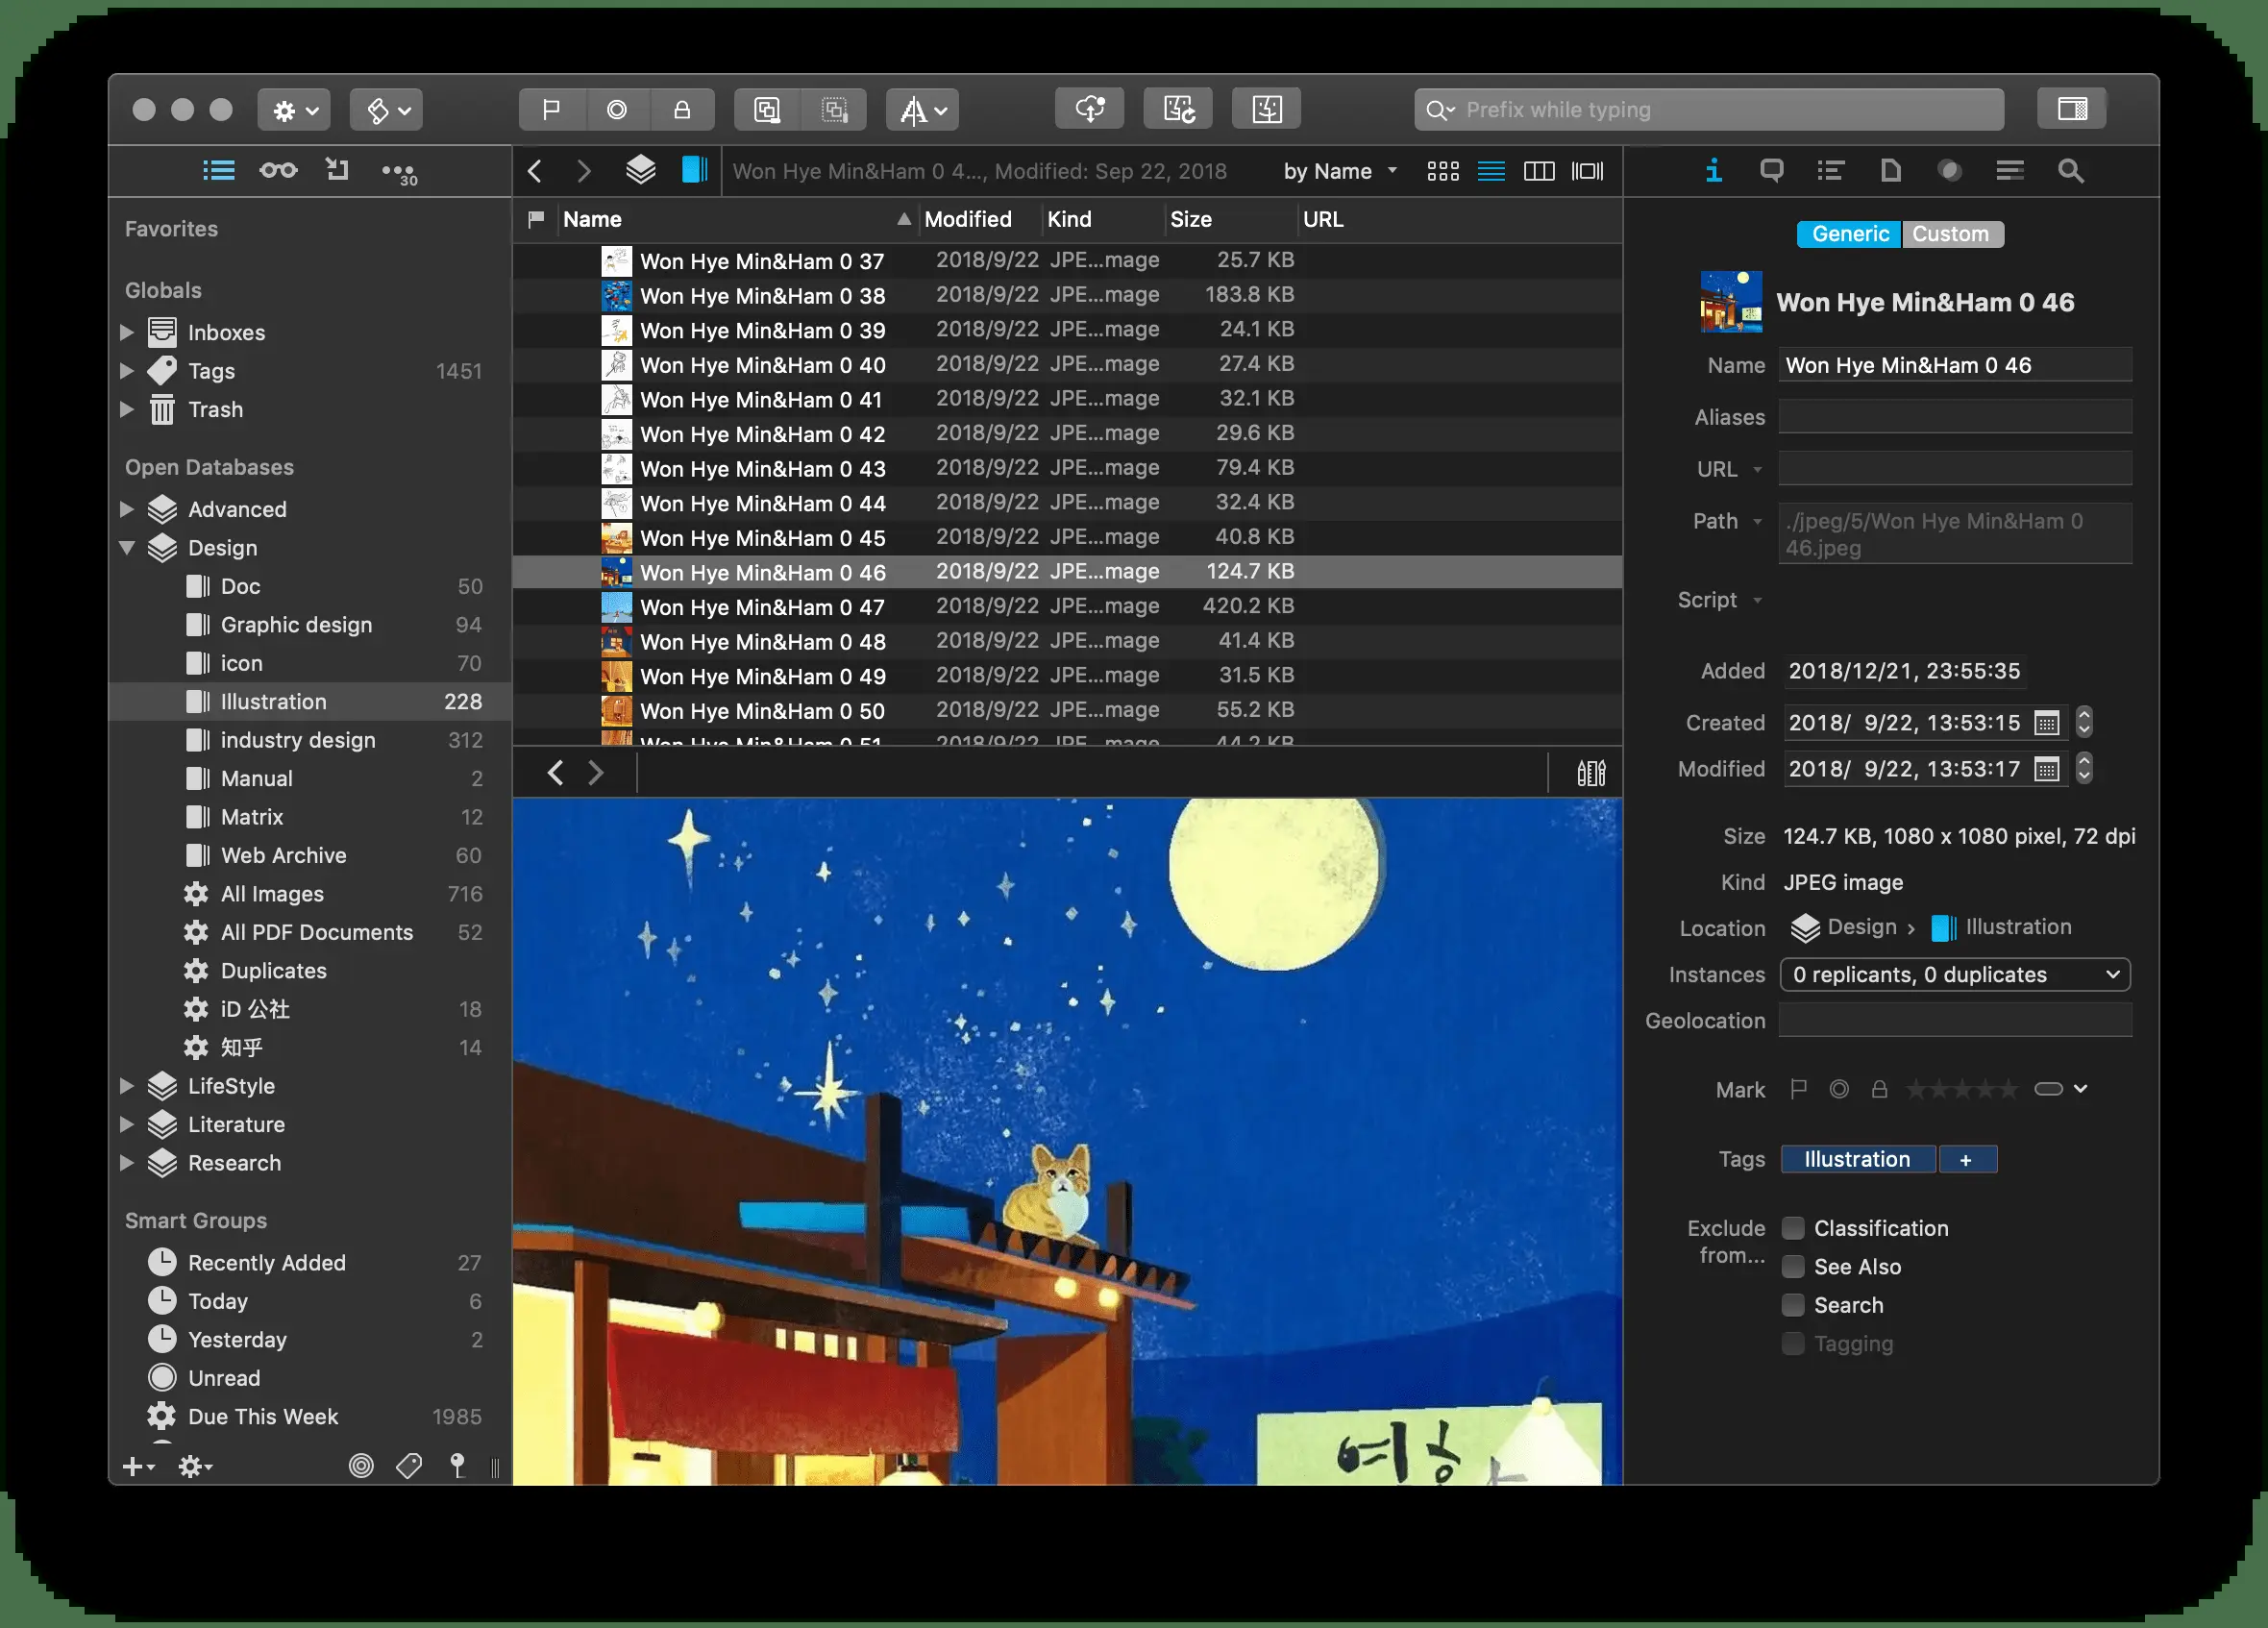 Prefix while typing
30
Won Hye Min&Ham 0 4..., Modified: Sep 22, 2018
by Name
Favorites
Globals
Inboxes
Tags 1451
Trash
Open Databases
Advanced
Design
Doc 50
Graphic design 94
icon 70
Illustration 228
industry design 312
Manual 2
Matrix 12
Web Archive 60
All Images 716
All PDF Documents 52
Duplicates
iD 公社 18
知乎 14
LifeStyle
Literature
Research
Smart Groups
Recently Added 27
Today 6
Yesterday 2
Unread
Due This Week 1985
Name Modified Kind Size URL
Won Hye Min&Ham 0 37 2018/9/22 JPE...mage 25.7 KB
Won Hye Min&Ham 0 38 2018/9/22 JPE...mage 183.8 KB
Won Hye Min&Ham 0 39 2018/9/22 JPE...mage 24.1 KB
Won Hye Min&Ham 0 40 2018/9/22 JPE...mage 27.4 KB
Won Hye Min&Ham 0 41 2018/9/22 JPE...mage 32.1 KB
Won Hye Min&Ham 0 42 2018/9/22 JPE...mage 29.6 KB
Won Hye Min&Ham 0 43 2018/9/22 JPE...mage 79.4 KB
Won Hye Min&Ham 0 44 2018/9/22 JPE...mage 32.4 KB
Won Hye Min&Ham 0 45 2018/9/22 JPE...mage 40.8 KB
Won Hye Min&Ham 0 46 2018/9/22 JPE...mage 124.7 KB
Won Hye Min&Ham 0 47 2018/9/22 JPE...mage 420.2 KB
Won Hye Min&Ham 0 48 2018/9/22 JPE...mage 41.4 KB
Won Hye Min&Ham 0 49 2018/9/22 JPE...mage 31.5 KB
Won Hye Min&Ham 0 50 2018/9/22 JPE...mage 55.2 KB
Won Hye Min&Ham 0 51 2018/9/22 JPE...mage 44.2 KB
Generic Custom
Won Hye Min&Ham 0 46
Name Won Hye Min&Ham 0 46
Aliases
URL
Path ./jpeg/5/Won Hye Min&Ham 0
46.jpeg
Script
Added 2018/12/21, 23:55:35
Created 2018/ 9/22, 13:53:15
Modified 2018/ 9/22, 13:53:17
Size 124.7 KB, 1080 x 1080 pixel, 72 dpi
Kind JPEG image
Location Design › Illustration
Instances 0 replicants, 0 duplicates
Geolocation
Mark
Tags Illustration +
Exclude
from...
Classification
See Also
Search
Tagging